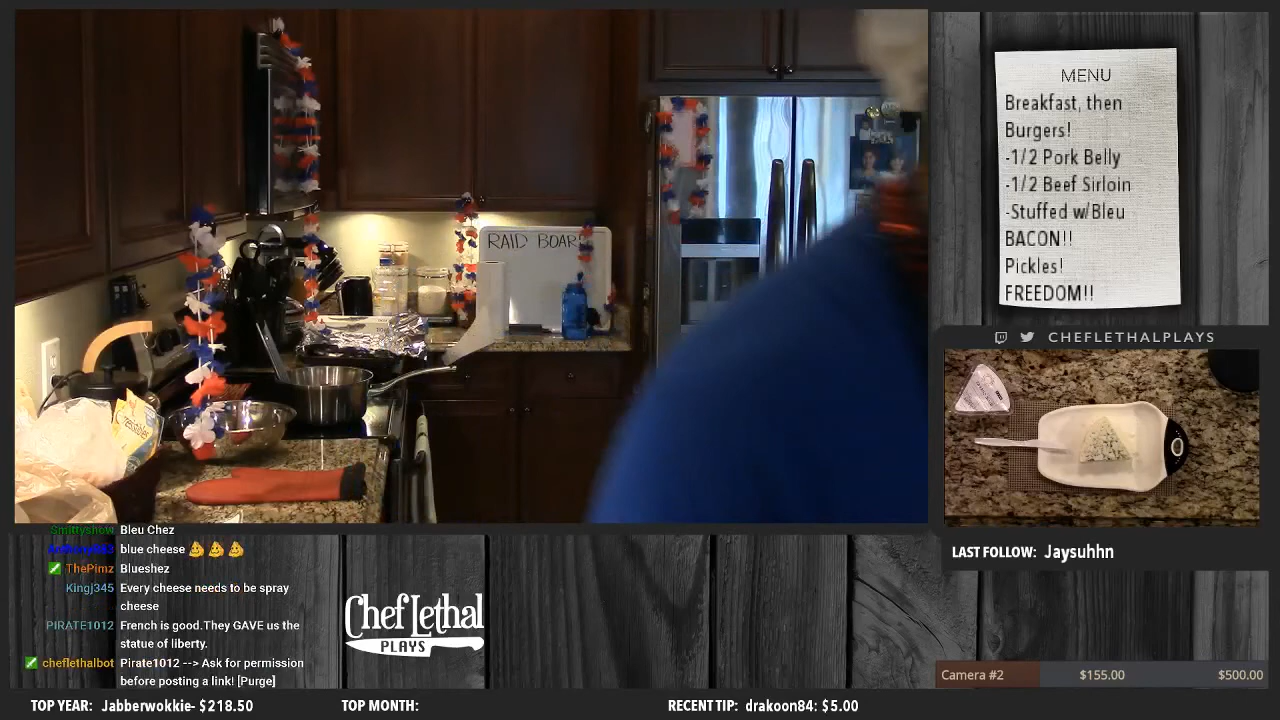 RAID BOARD
MENU
Breakfast, then
Burgers!
-1/2 Pork Belly
-1/2 Beef Sirloin
-Stuffed w/Bleu
BACON!!
Pickles!
FREEDOM!!
CHEFLETHALPLAYS
LAST FOLLOW: Jaysuhhn
Camera #2 $155.00 $500.00
Smittyshow Bleu Chez
blue cheese
ThePimz Blueshez
Kingj345 Every cheese needs to be spray
cheese
PIRATE1012 French is good.They GAVE us the
statue of liberty.
cheflethalbot Pirate1012 --> Ask for permission
before posting a link! [Purge]
Chef Lethal
PLAYS
TOP YEAR: Jabberwokkie- $218.50
TOP MONTH:
RECENT TIP: drakoon84: $5.00